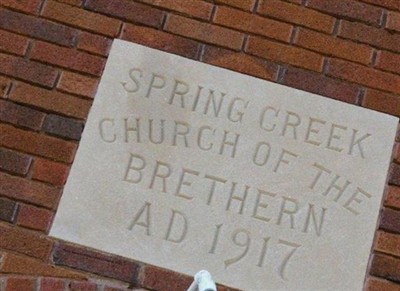 SPRING CREEK
CHURCH OF THE
BRETHERN
AD 1917